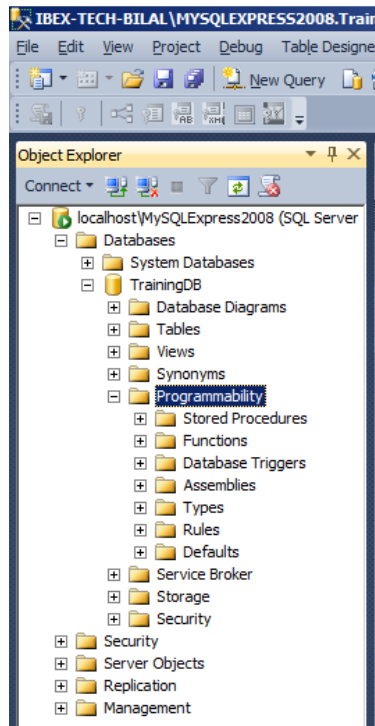 IBEX-TECH-BILAL\MYSQLEXPRESS2008.Train
File Edit View Project Debug Table Designe
New Query
Object Explorer
Connect
localhost\MySQLExpress2008 (SQL Server
Databases
System Databases
TrainingDB
Database Diagrams
Tables
Views
Synonyms
Programmability
Stored Procedures
Functions
Database Triggers
Assemblies
Types
Rules
Defaults
Service Broker
Storage
Security
Security
Server Objects
Replication
Management